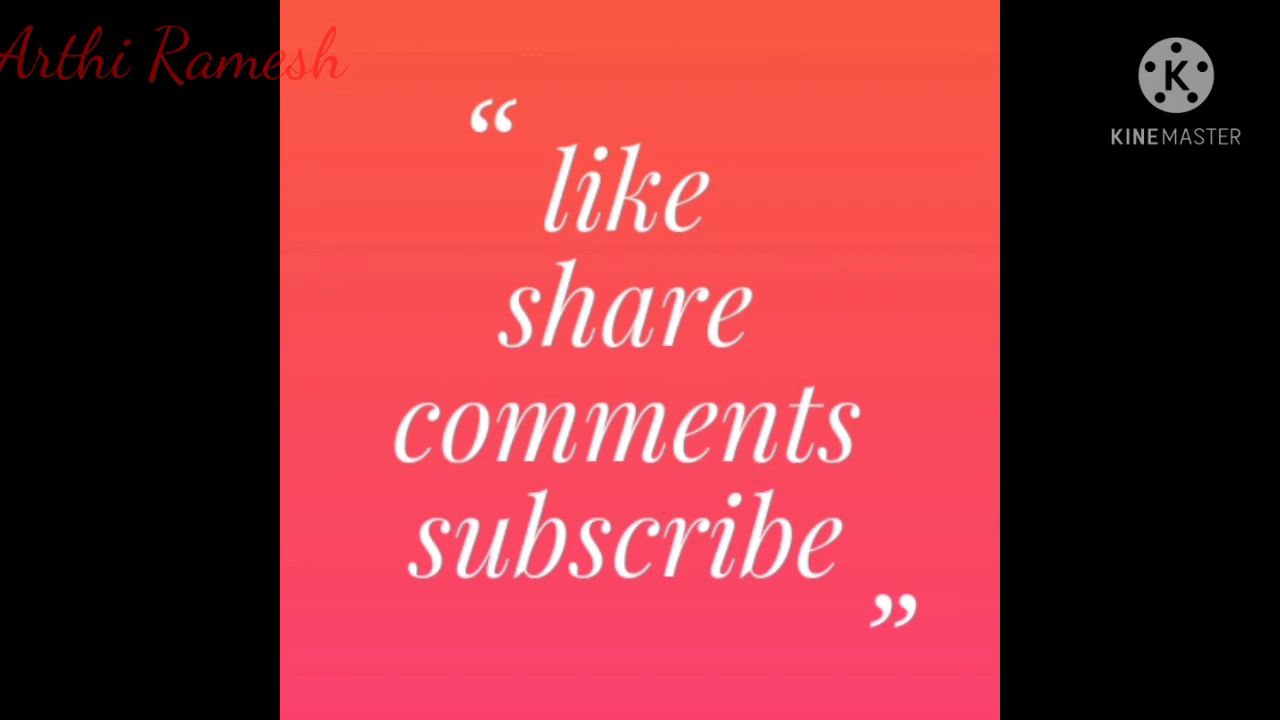 Arthi Ramesh
K
KINEMASTER
“
like
share
comments
subscribe
”